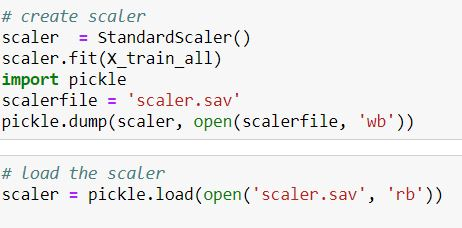 # create scaler
scaler  = StandardScaler()
scaler.fit(X_train_all)
import pickle
scalerfile = 'scaler.sav'
pickle.dump(scaler, open(scalerfile, 'wb'))
# load the scaler
scaler = pickle.load(open('scaler.sav', 'rb'))